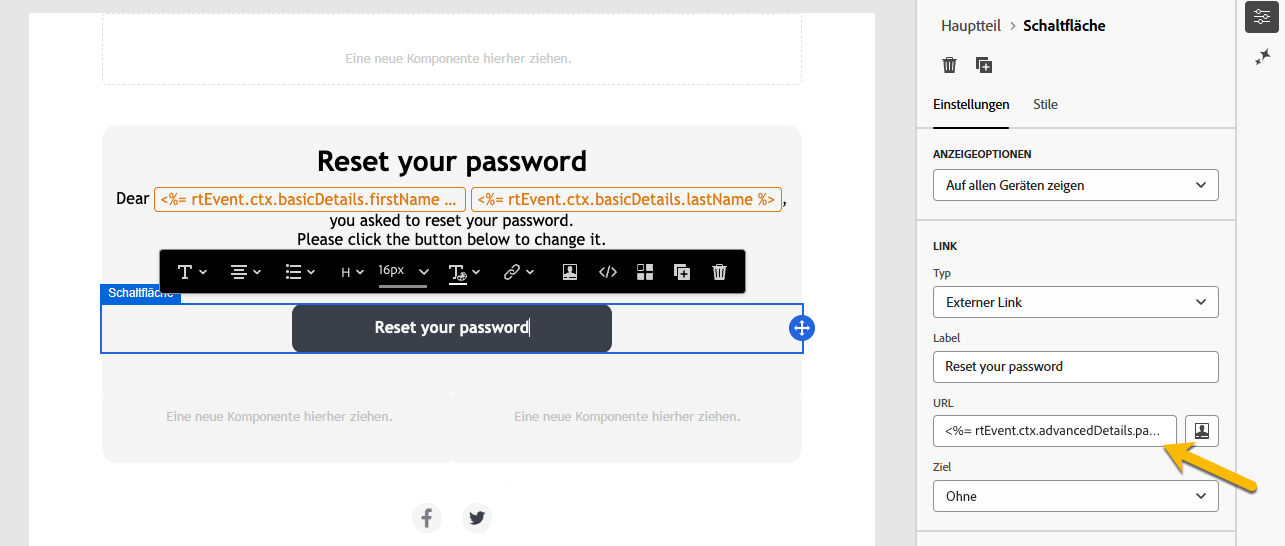 Eine neue Komponente hierher ziehen.
Reset your password
Dear <%= rtEvent.ctx.basicDetails.firstName ... <%= rtEvent.ctx.basicDetails.lastName %>,
you asked to reset your password.
Please click the button below to change it.
T H 16px T </>
Schaltfläche
Reset your password
Eine neue Komponente hierher ziehen. Eine neue Komponente hierher ziehen.
Hauptteil > Schaltfläche
Einstellungen Stile
ANZEIGEOPTIONEN
Auf allen Geräten zeigen
LINK
Typ
Externer Link
Label
Reset your password
URL
<%= rtEvent.ctx.advancedDetails.pa...
Ziel
Ohne